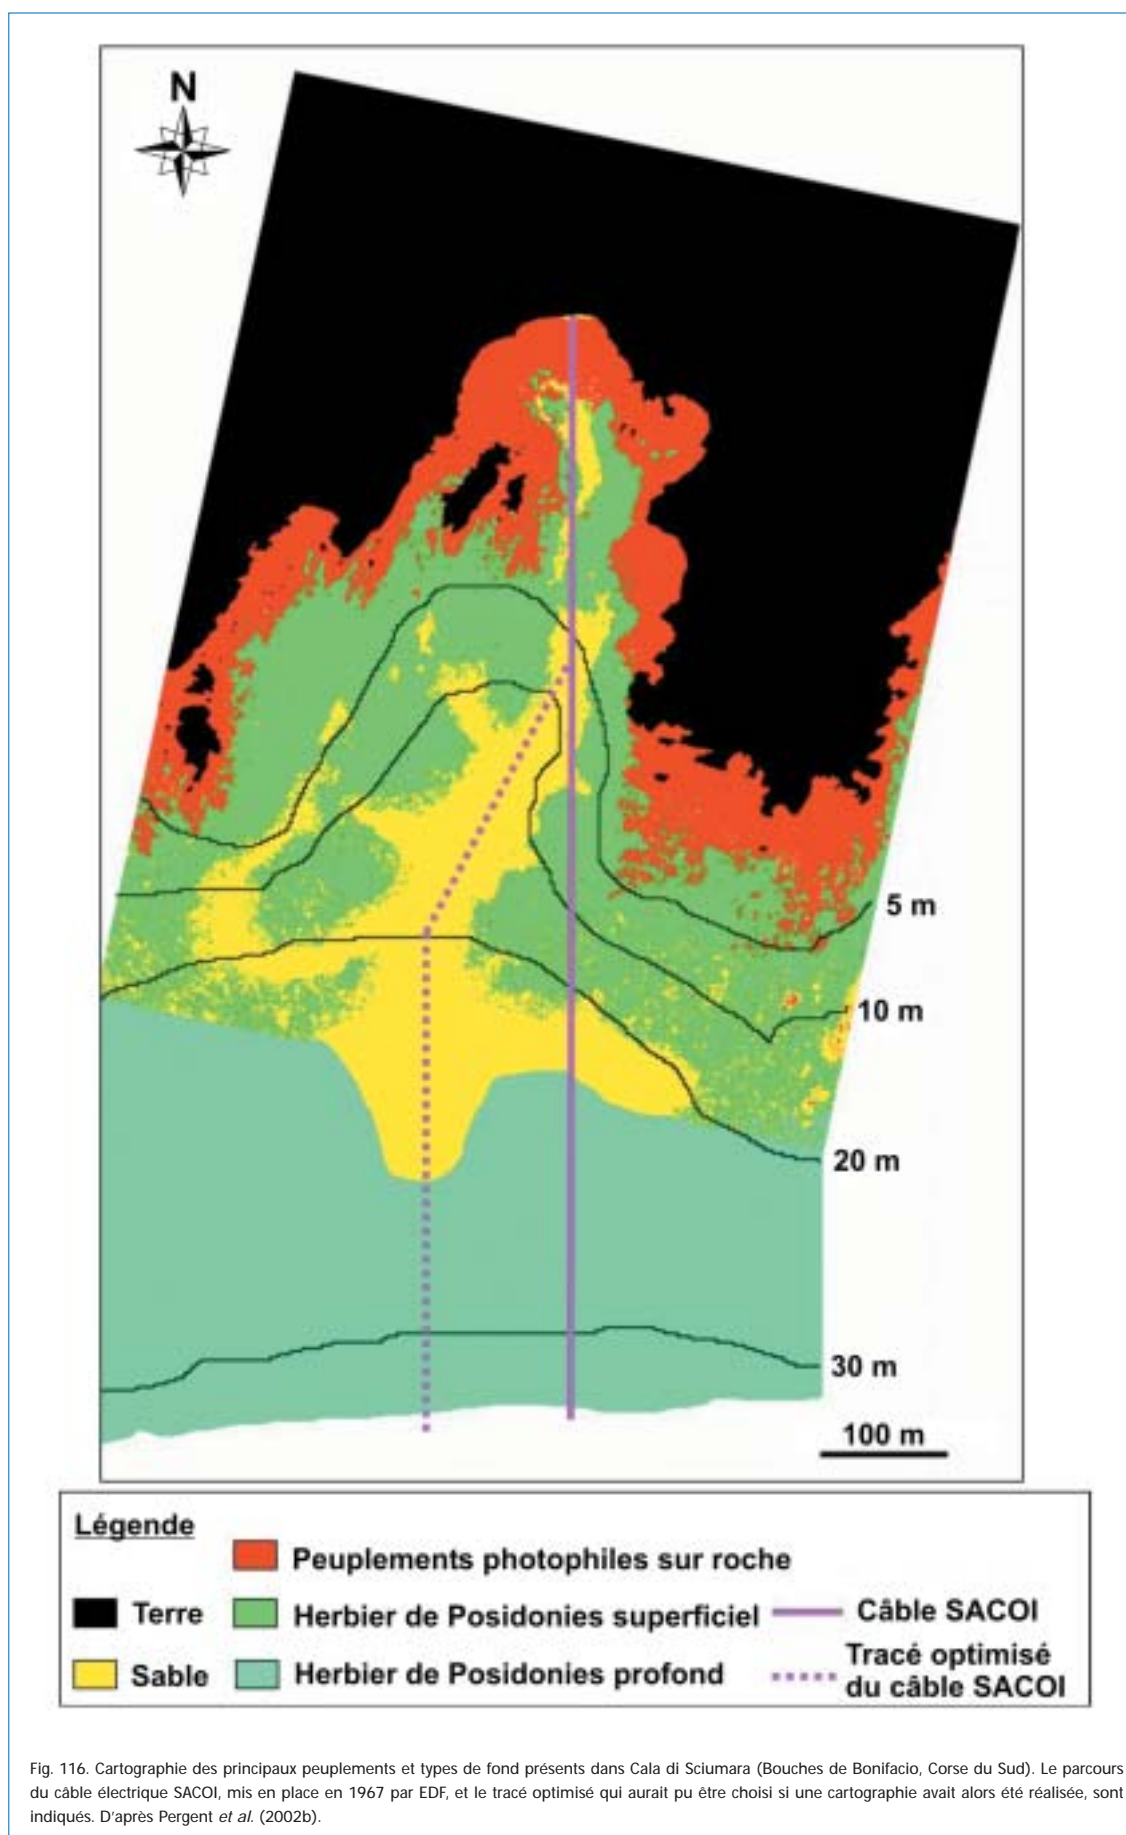 N
5 m
10 m
20 m
30 m
100 m
Légende
Peuplements photophiles sur roche
Terre
Herbier de Posidonies superficiel
Câble SACOI
Sable
Herbier de Posidonies profond
Tracé optimisé
du câble SACOI
Fig. 116. Cartographie des principaux peuplements et types de fond présents dans Cala di Sciumara (Bouches de Bonifacio, Corse du Sud). Le parcours
du câble électrique SACOI, mis en place en 1967 par EDF, et le tracé optimisé qui aurait pu être choisi si une cartographie avait alors été réalisée, sont
indiqués. D'après Pergent et al. (2002b).